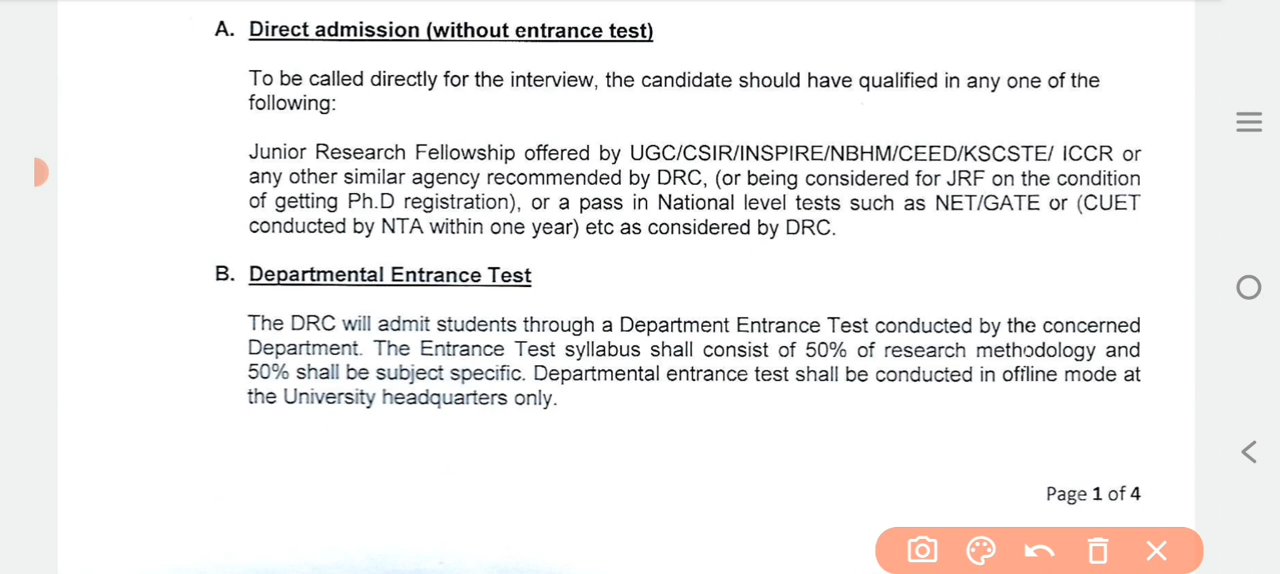 A. Direct admission (without entrance test)
To be called directly for the interview, the candidate should have qualified in any one of the
following:
Junior Research Fellowship offered by UGC/CSIR/INSPIRE/NBHM/CEED/KSCSTE/ ICCR or
any other similar agency recommended by DRC, (or being considered for JRF on the condition
of getting Ph.D registration), or a pass in National level tests such as NET/GATE or (CUET
conducted by NTA within one year) etc as considered by DRC.
B. Departmental Entrance Test
The DRC will admit students through a Department Entrance Test conducted by the concerned
Department. The Entrance Test syllabus shall consist of 50% of research methodology and
50% shall be subject specific. Departmental entrance test shall be conducted in offline mode at
the University headquarters only.
Page 1 of 4